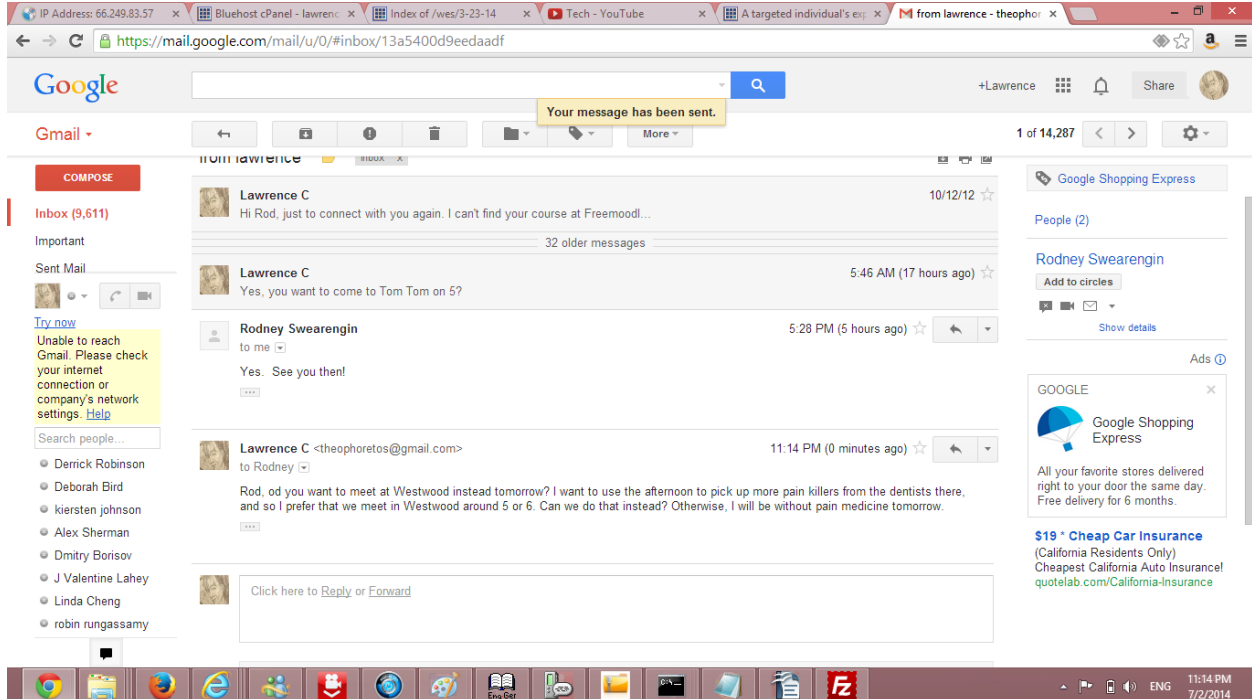 IP Address: 66.249.83.57
Bluehost cPanel - lawrenc
Index of /wes/3-23-14
Tech - YouTube
A targeted individual's exp
from lawrence - theophor
https://mail.google.com/mail/u/0/#inbox/13a5400d9eedaadf
Google
+Lawrence
Share
Your message has been sent.
Gmail
More
1 of 14,287
COMPOSE
Inbox (9,611)
Important
Sent Mail
Try now
Unable to reach
Gmail. Please check
your internet
connection or
company's network
settings. Help
Search people...
Derrick Robinson
Deborah Bird
kiersten johnson
Alex Sherman
Dmitry Borisov
J Valentine Lahey
Linda Cheng
robin rungassamy
from lawrence
Inbox x
Lawrence C
10/12/12
Hi Rod, just to connect with you again. I can't find your course at Freemoodl...
32 older messages
Lawrence C
5:46 AM (17 hours ago)
Yes, you want to come to Tom Tom on 5?
Rodney Swearengin
5:28 PM (5 hours ago)
to me
Yes. See you then!
Lawrence C <theophoretos@gmail.com>
11:14 PM (0 minutes ago)
to Rodney
Rod, od you want to meet at Westwood instead tomorrow? I want to use the afternoon to pick up more pain killers from the dentists there,
and so I prefer that we meet in Westwood around 5 or 6. Can we do that instead? Otherwise, I will be without pain medicine tomorrow.
Click here to Reply or Forward
Google Shopping Express
People (2)
Rodney Swearengin
Add to circles
Show details
Ads
GOOGLE
Google Shopping
Express
All your favorite stores delivered
right to your door the same day.
Free delivery for 6 months.
$19 * Cheap Car Insurance
(California Residents Only)
Cheapest California Auto Insurance!
quotelab.com/California-Insurance
Eng Ger
C:\-
ENG
11:14 PM
7/2/2014